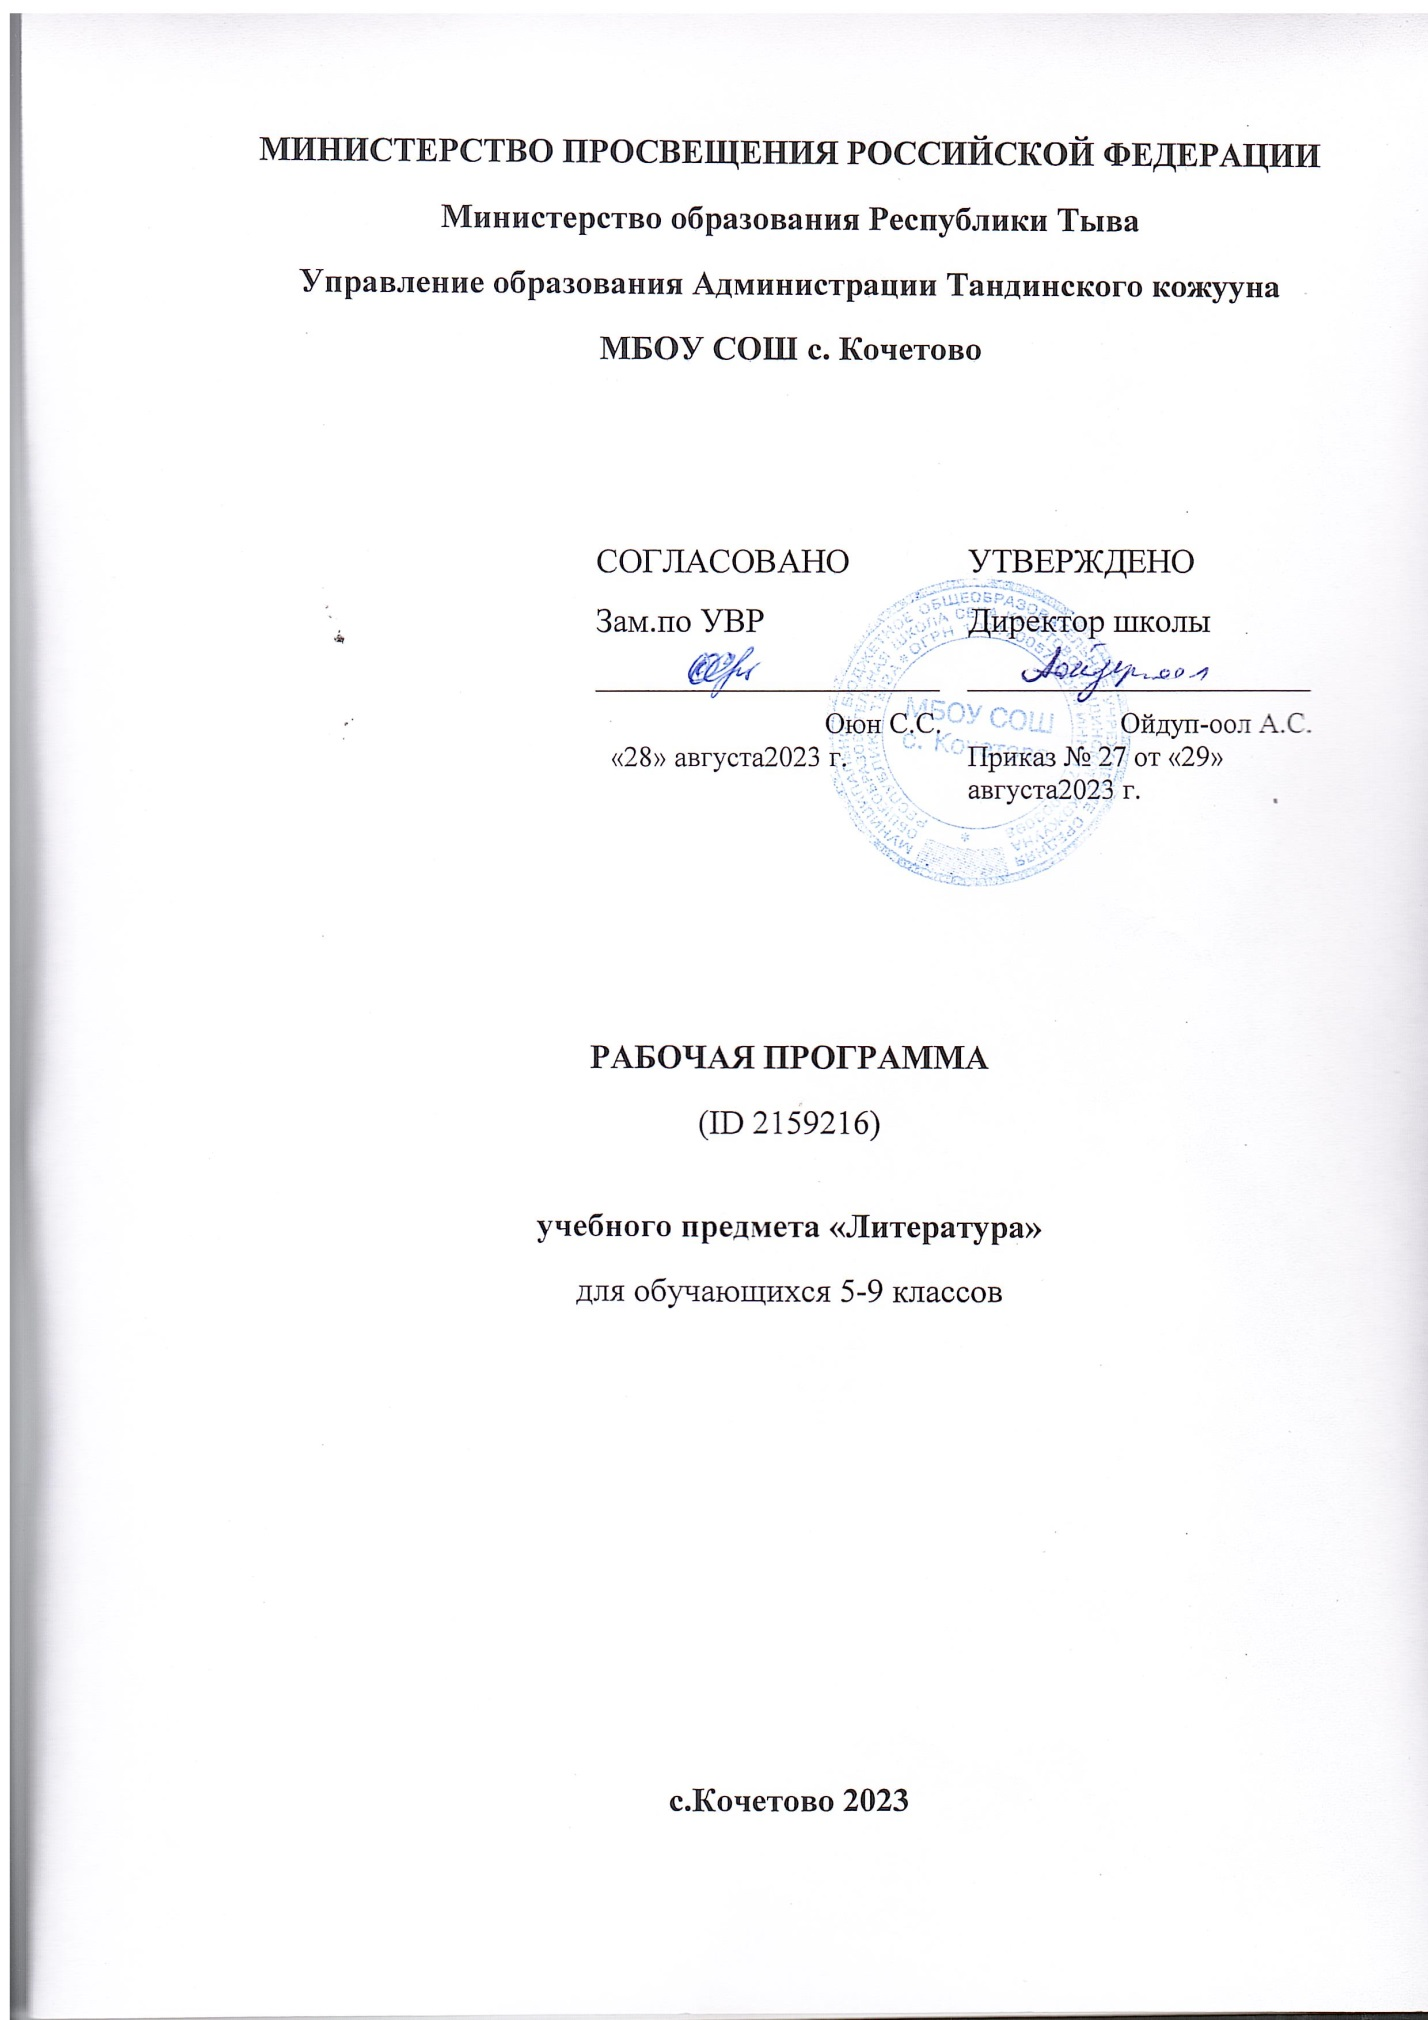 МИНИСТЕРСТВО ПРОСВЕЩЕНИЯ РОССИЙСКОЙ ФЕДЕРАЦИИ
Министерство образования Республики Тыва
Управление образования Администрации Тандинского кожууна
МБОУ СОШ с. Кочетово
СОГЛАСОВАНО
Зам.по УВР
Оюн С.С.
«28» августа2023 г.
УТВЕРЖДЕНО
Директор школы
Ойдуп-оол А.С.
Приказ № 27 от «29»
августа2023 г.
МБОУ СОШ
с. Кочетово
РАБОЧАЯ ПРОГРАММА
(ID 2159216)
учебного предмета «Литература»
для обучающихся 5-9 классов
с.Кочетово 2023